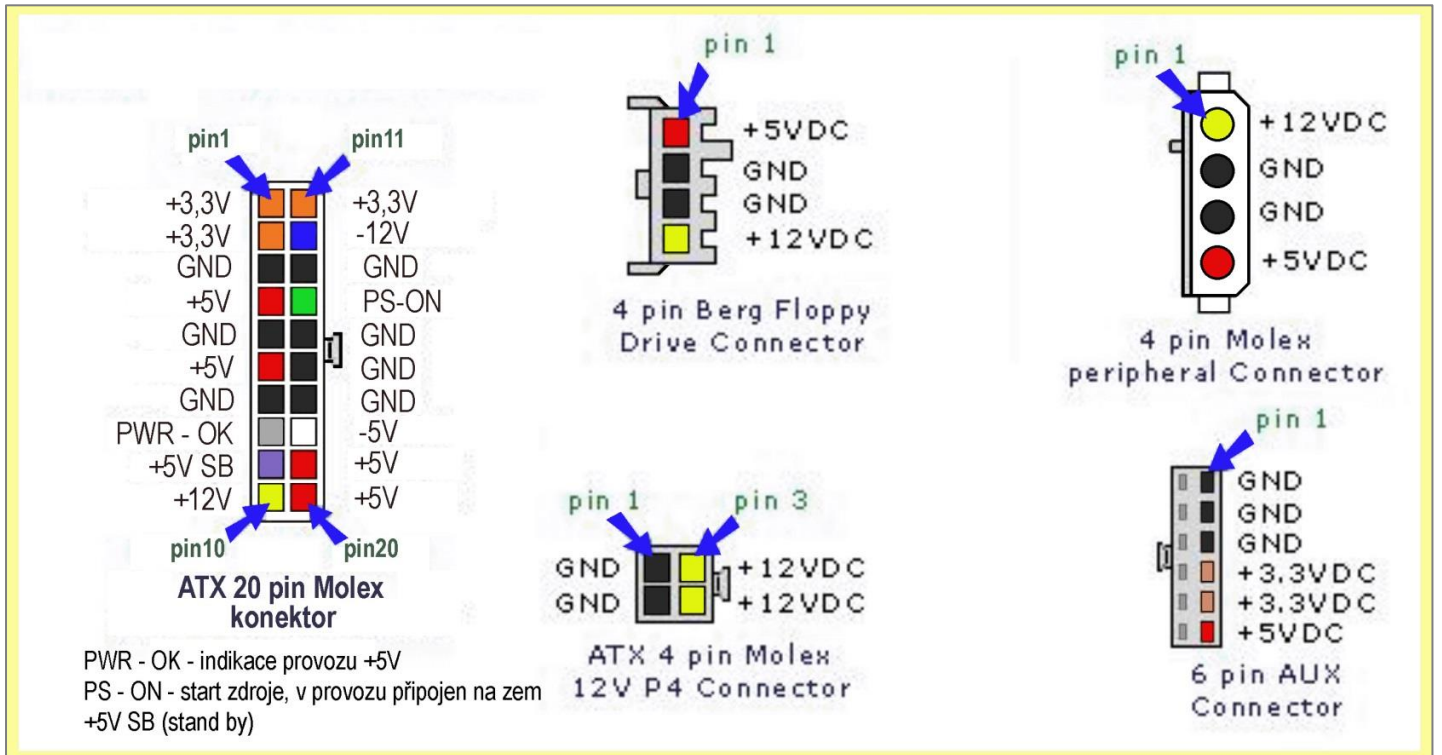 pin1 pin11
+3,3V +3,3V
+3,3V -12V
GND GND
+5V PS-ON
GND GND
+5V GND
GND GND
PWR - OK -5V
+5V SB +5V
+12V +5V
pin10 pin20
ATX 20 pin Molex
konektor
PWR - OK - indikace provozu +5V
PS - ON - start zdroje, v provozu připojen na zem
+5V SB (stand by)
pin 1
+5VDC
GND
GND
+12VDC
4 pin Berg Floppy
Drive Connector
pin 1
+12VDC
GND
GND
+5VDC
4 pin Molex
peripheral Connector
pin 1 pin 3
GND +12VDC
GND +12VDC
ATX 4 pin Molex
12V P4 Connector
pin 1
GND
GND
GND
+3.3VDC
+3.3VDC
+5VDC
6 pin AUX
Connector